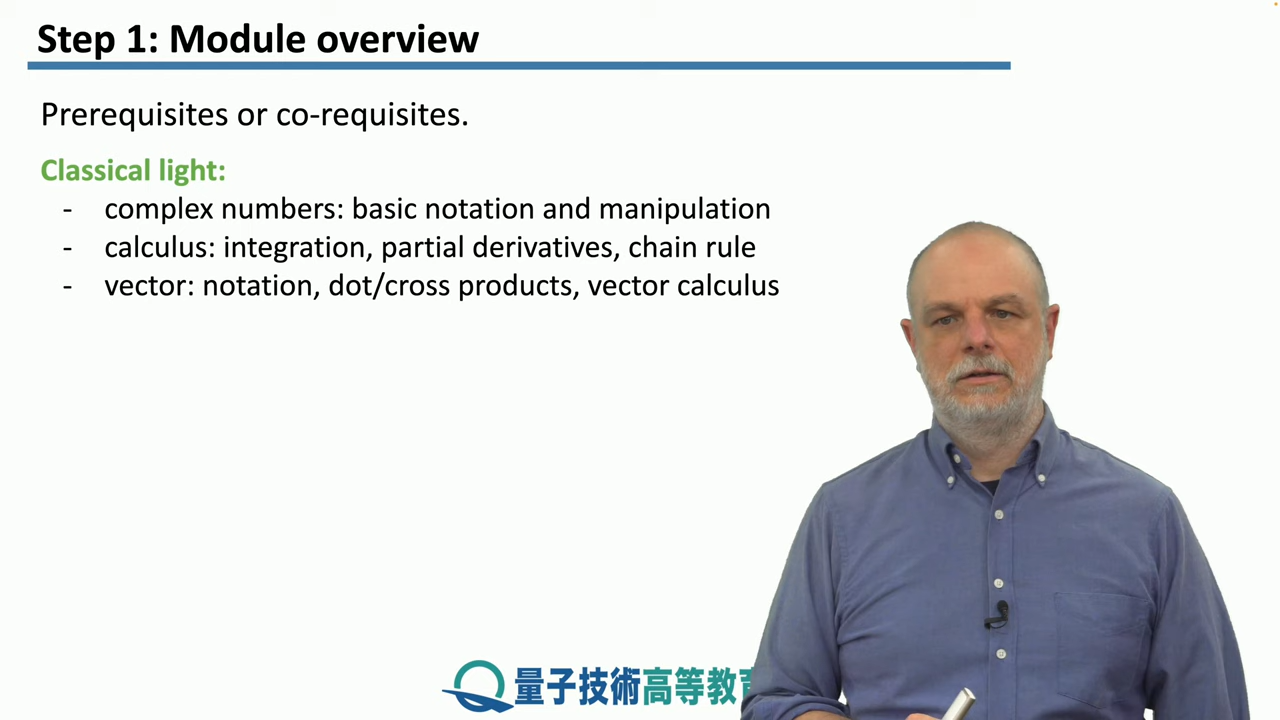 Step 1: Module overview
Prerequisites or co-requisites.
Classical light:
- complex numbers: basic notation and manipulation
- calculus: integration, partial derivatives, chain rule
- vector: notation, dot/cross products, vector calculus
量子技術高等教育